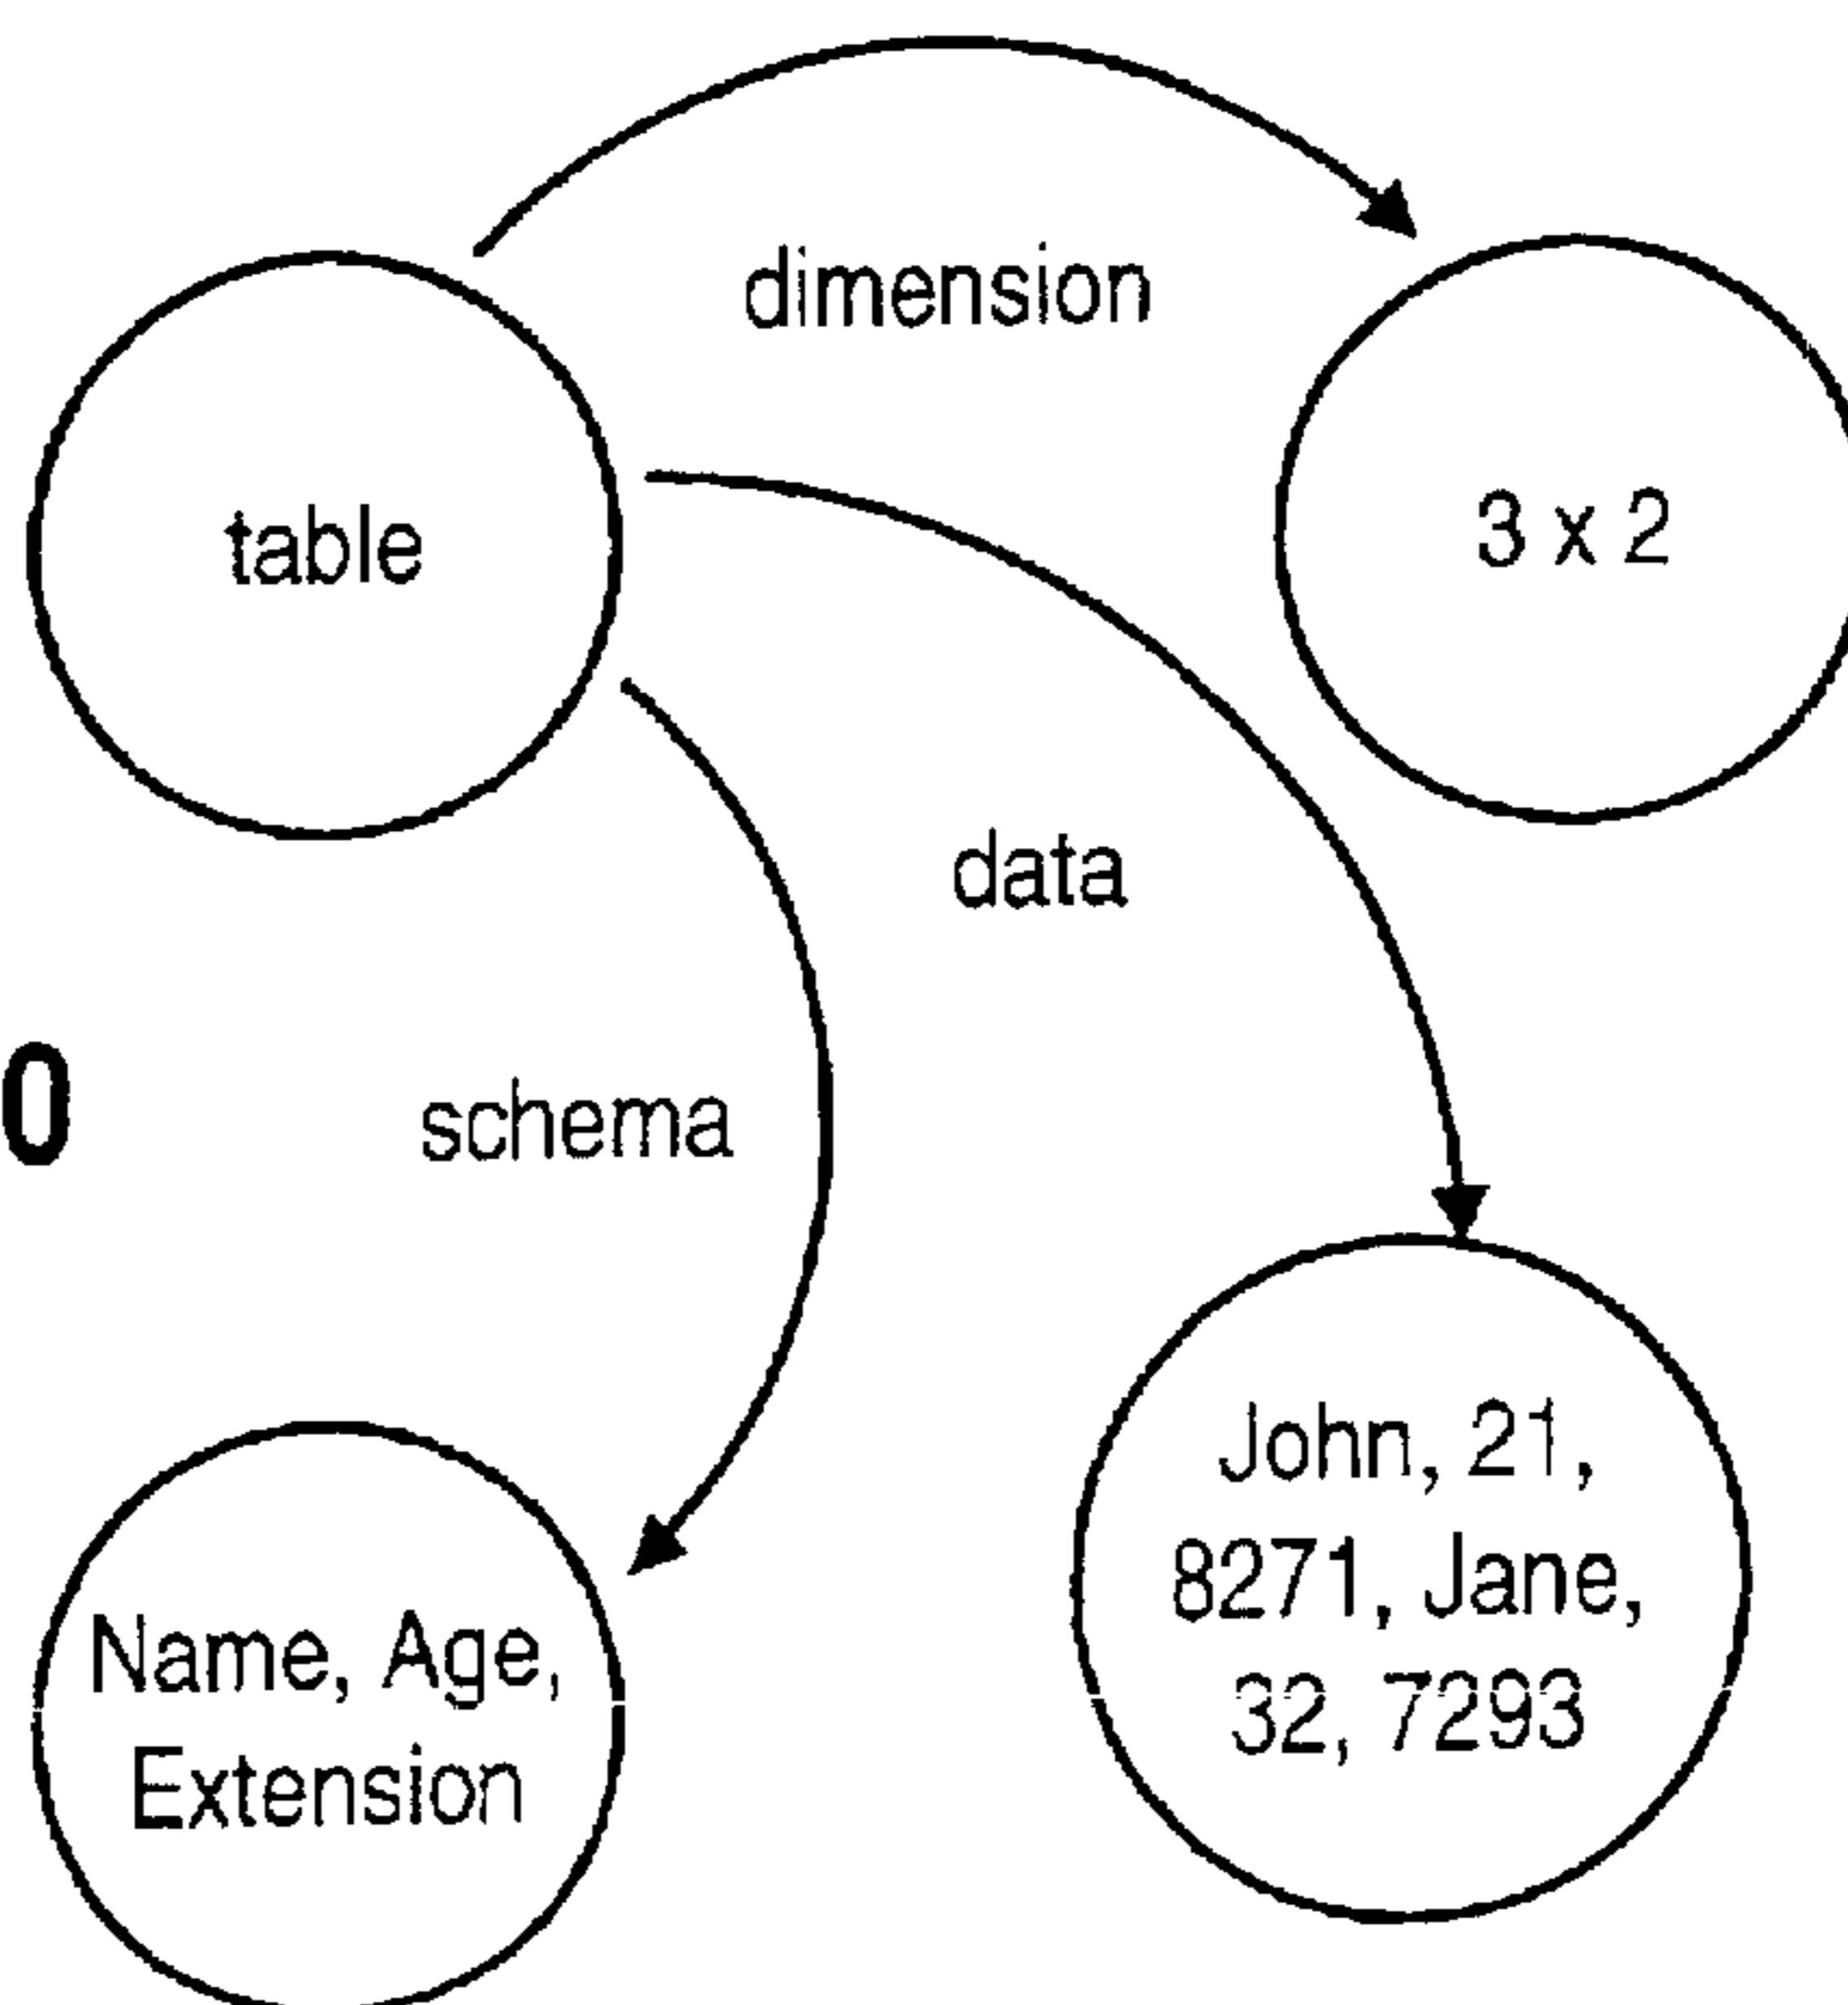 dimension
table
3 x 2
data
0
schema
John, 21,
8271, Jane,
32, 7293
Name, Age,
Extension